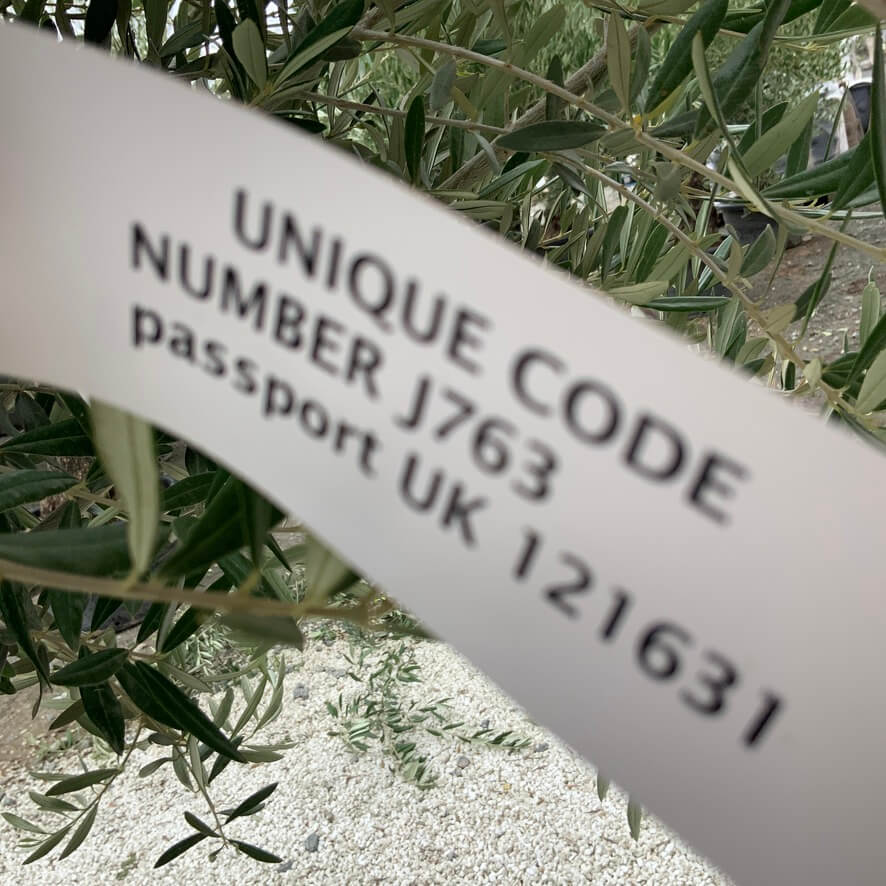 UNIQUE CODE
NUMBER J763
passport UK 121631